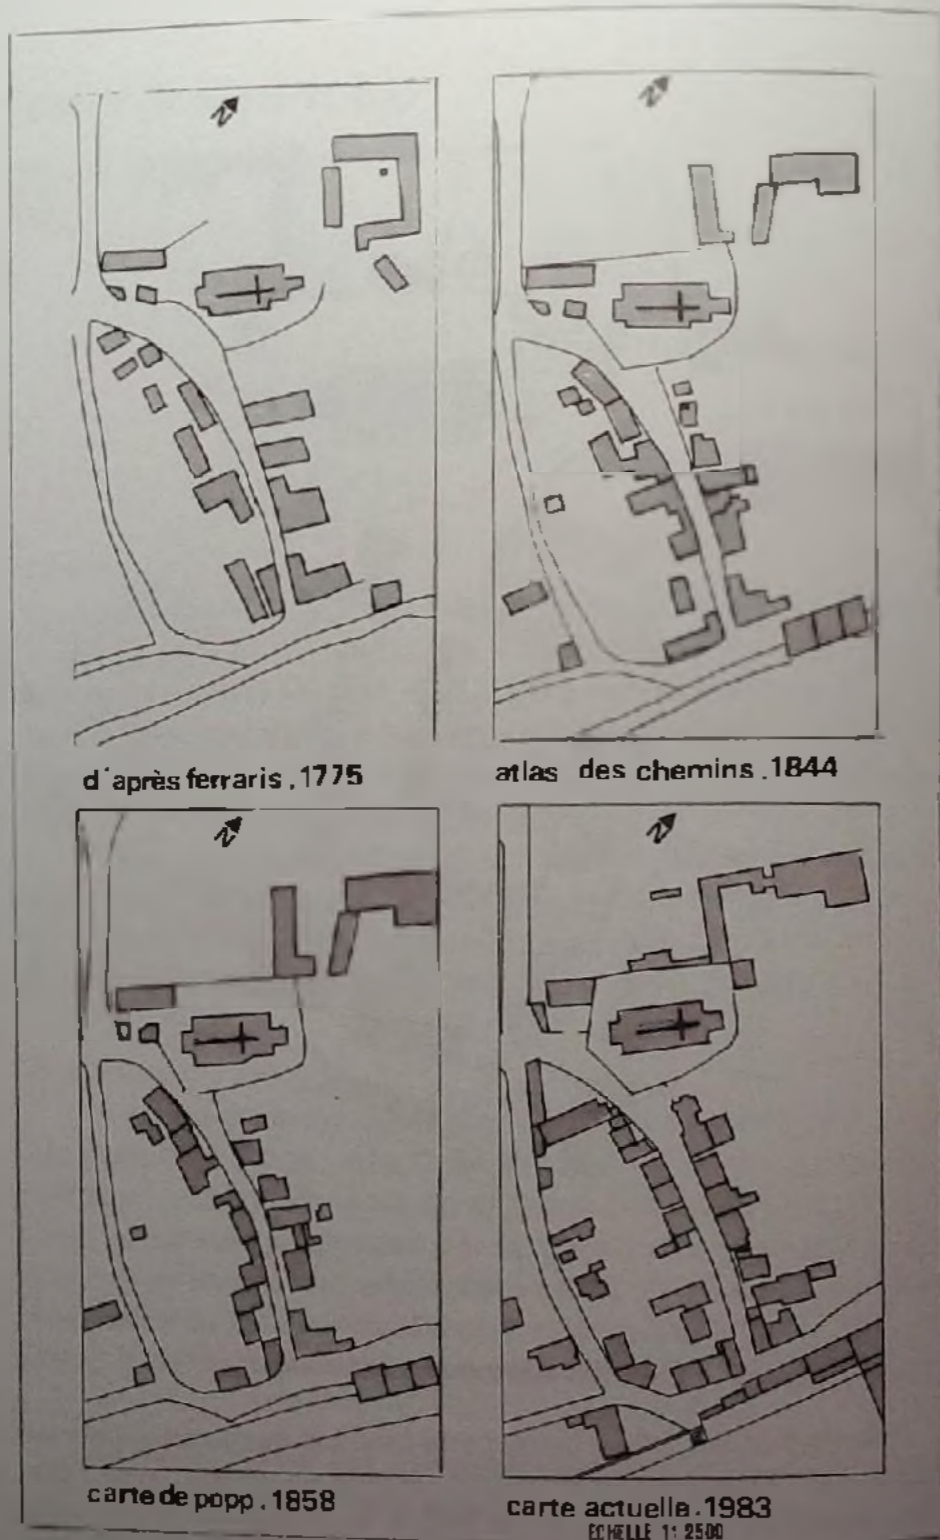 N
N
d'après ferraris.1775
atlas des chemins.1844
N
N
carte de popp.1858
carte actuelle.1983
ECHELLE 1: 2500